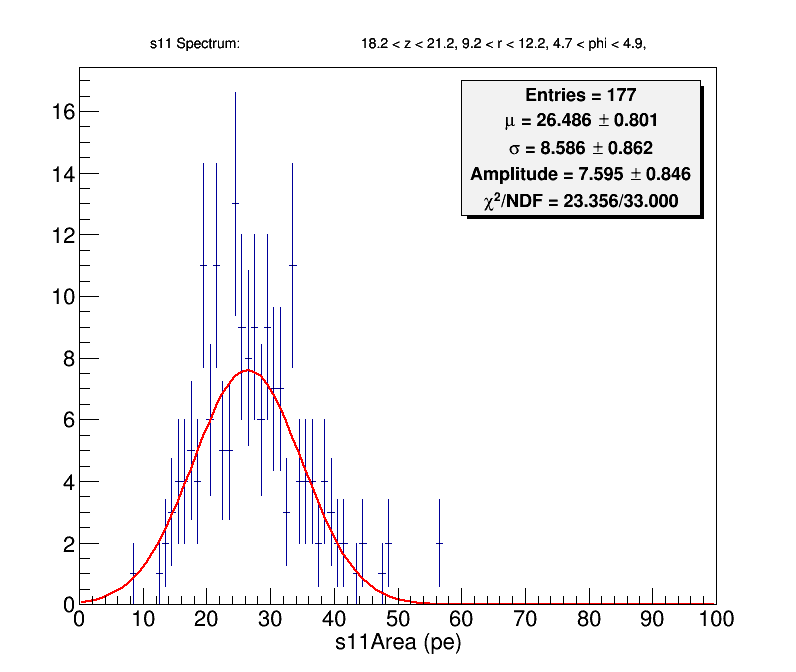 s11 Spectrum: 18.2 < z < 21.2, 9.2 < r < 12.2, 4.7 < phi < 4.9,
Entries = 177
μ = 26.486 ± 0.801
σ = 8.586 ± 0.862
Amplitude = 7.595 ± 0.846
χ²/NDF = 23.356/33.000
16
14
12
10
8
6
4
2
0
0 10 20 30 40 50 60 70 80 90 100
s11Area (pe)